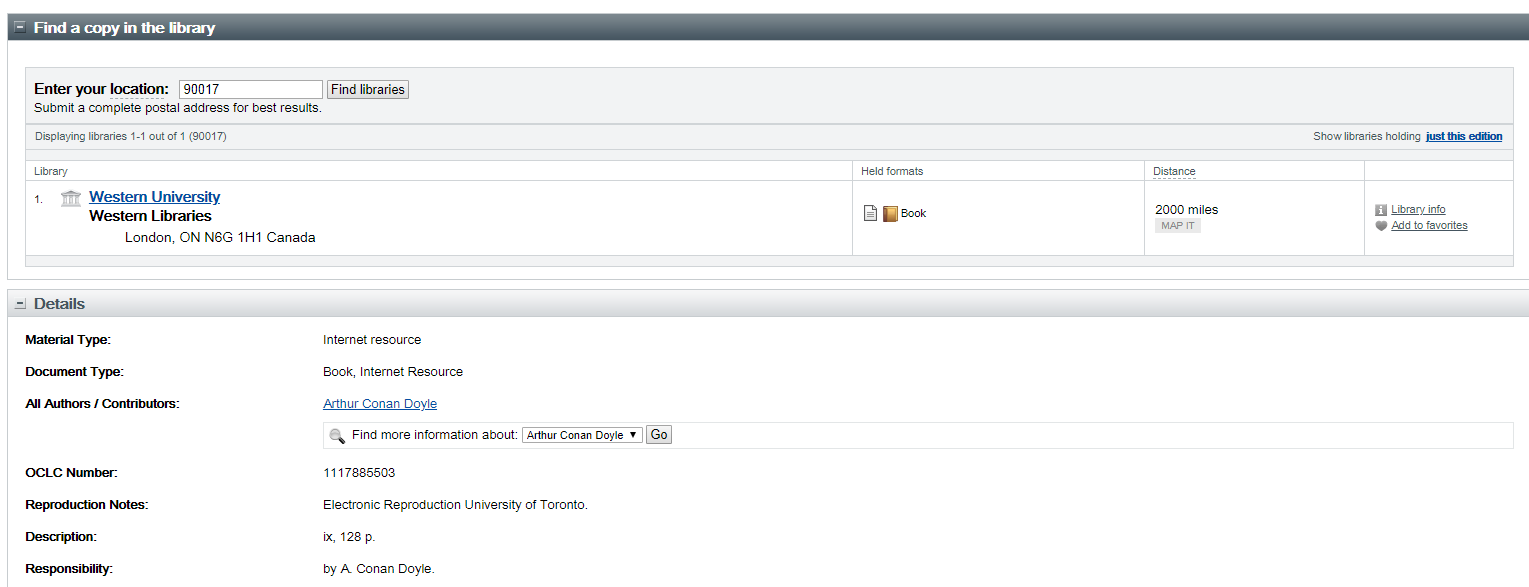 Find a copy in the library
Enter your location: 90017 Find libraries
Submit a complete postal address for best results.
Displaying libraries 1-1 out of 1 (90017) Show libraries holding just this edition
Library Held formats Distance
1. Western University
Western Libraries
London, ON N6G 1H1 Canada
Book
2000 miles
MAP IT
Library info
Add to favorites
Details
Material Type: Internet resource
Document Type: Book, Internet Resource
All Authors / Contributors: Arthur Conan Doyle
Find more information about: Arthur Conan Doyle Go
OCLC Number: 1117885503
Reproduction Notes: Electronic Reproduction University of Toronto.
Description: ix, 128 p.
Responsibility: by A. Conan Doyle.